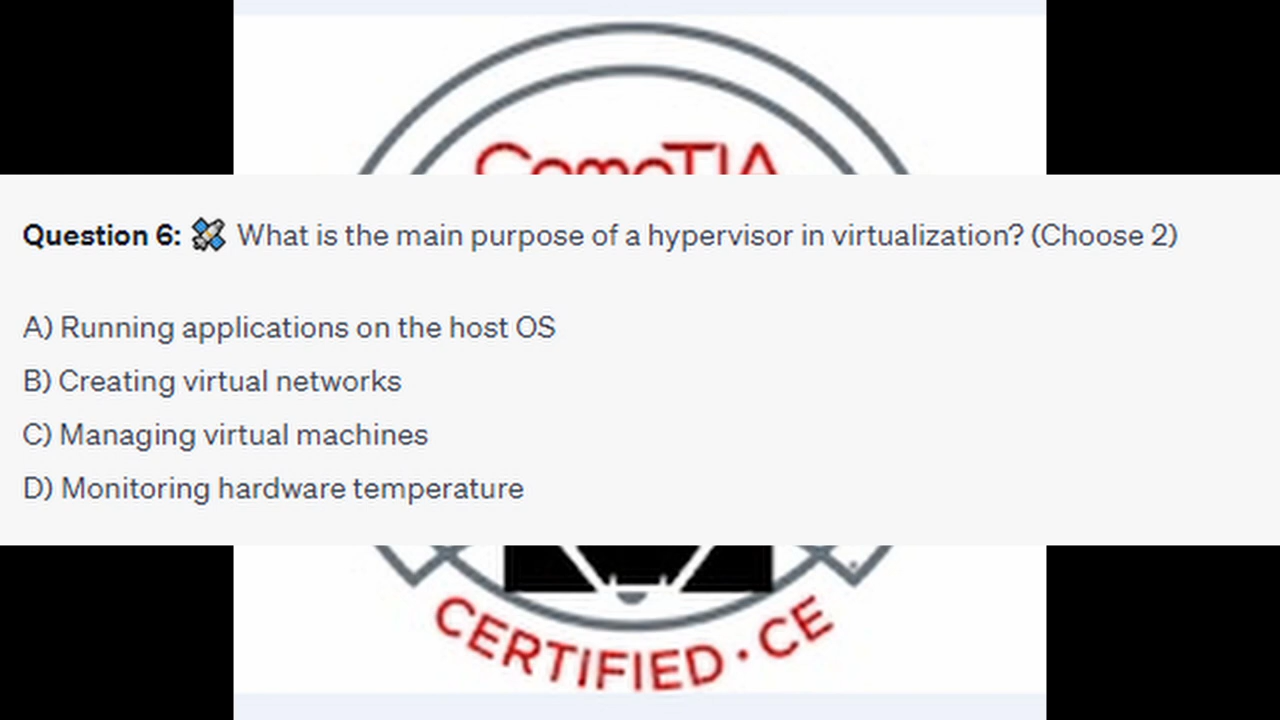 CompTIA
Question 6: 🛰️ What is the main purpose of a hypervisor in virtualization? (Choose 2)
A) Running applications on the host OS
B) Creating virtual networks
C) Managing virtual machines
D) Monitoring hardware temperature
CERTIFIED · CE